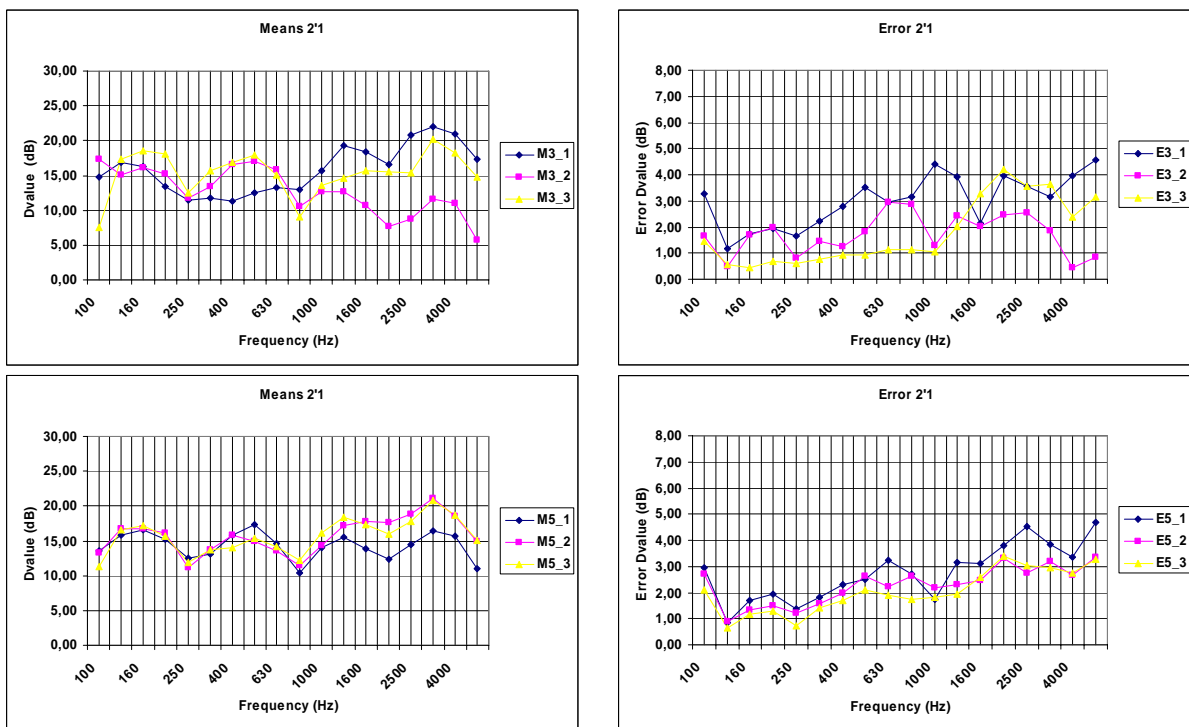 Means 2'1
30,00
25,00
20,00
15,00
10,00
5,00
0,00
Dvalue (dB)
100
160
250
400
630
1000
1600
2500
4000
Frequency (Hz)
M3_1
M3_2
M3_3
Error 2'1
8,00
7,00
6,00
5,00
4,00
3,00
2,00
1,00
0,00
Error Dvalue (dB)
100
160
250
400
630
1000
1600
2500
4000
Frequency (Hz)
E3_1
E3_2
E3_3
Means 2'1
30,00
25,00
20,00
15,00
10,00
5,00
0,00
Dvalue (dB)
100
160
250
400
630
1000
1600
2500
4000
Frequency (Hz)
M5_1
M5_2
M5_3
Error 2'1
8,00
7,00
6,00
5,00
4,00
3,00
2,00
1,00
0,00
Error Dvalue (dB)
100
160
250
400
630
1000
1600
2500
4000
Frequency (Hz)
E5_1
E5_2
E5_3